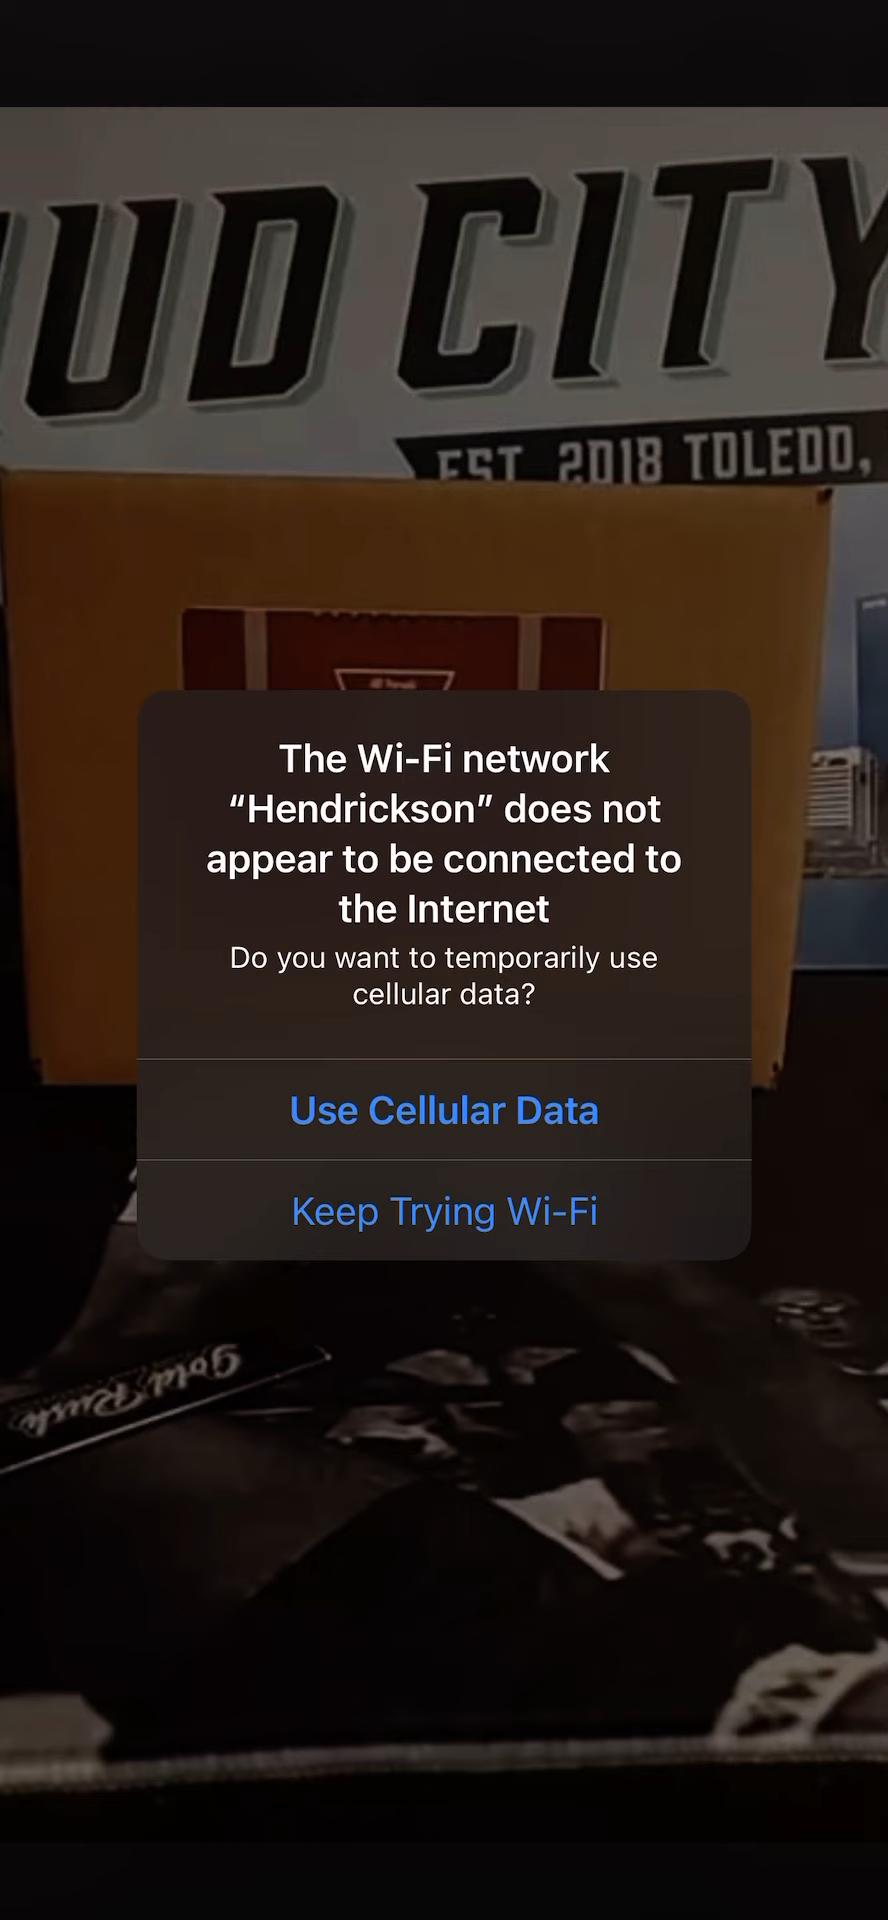 UD CITY
EST. 2018 TOLEDO,
The Wi-Fi network
“Hendrickson” does not
appear to be connected to
the Internet
Do you want to temporarily use
cellular data?
Use Cellular Data
Keep Trying Wi-Fi
Gold Rush